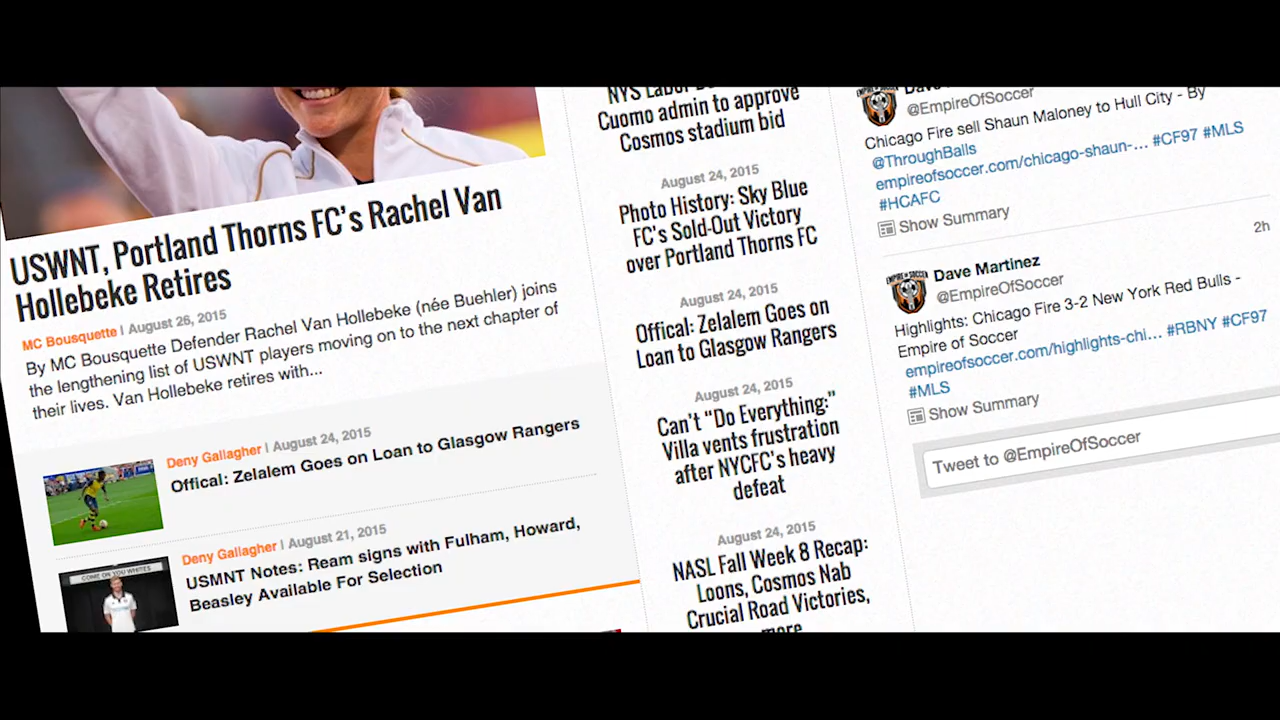 USWNT, Portland Thorns FC's Rachel Van
Hollebeke Retires
MC Bousquette | August 26, 2015
By MC Bousquette Defender Rachel Van Hollebeke (née Buehler) joins
the lengthening list of USWNT players moving on to the next chapter of
their lives. Van Hollebeke retires with...
Deny Gallagher | August 24, 2015
Offical: Zelalem Goes on Loan to Glasgow Rangers
COME ON YOU WHITES
Deny Gallagher | August 21, 2015
USMNT Notes: Ream signs with Fulham, Howard,
Beasley Available For Selection
NYS Labor
Cuomo admin to approve
Cosmos stadium bid
August 24, 2015
Photo History: Sky Blue
FC's Sold-Out Victory
over Portland Thorns FC
August 24, 2015
Offical: Zelalem Goes on
Loan to Glasgow Rangers
August 24, 2015
Can't “Do Everything:”
Villa vents frustration
after NYCFC's heavy
defeat
August 24, 2015
NASL Fall Week 8 Recap:
Loons, Cosmos Nab
Crucial Road Victories,
more
EMPIRE OF SOCCER
@EmpireOfSoccer
Chicago Fire sell Shaun Maloney to Hull City - By
@ThroughBalls
empireofsoccer.com/chicago-shaun-... #CF97 #MLS
#HCAFC
Show Summary
2h
EMPIRE OF SOCCER
Dave Martinez
@EmpireOfSoccer
Highlights: Chicago Fire 3-2 New York Red Bulls -
Empire of Soccer
empireofsoccer.com/highlights-chi... #RBNY #CF97
#MLS
Show Summary
Tweet to @EmpireOfSoccer